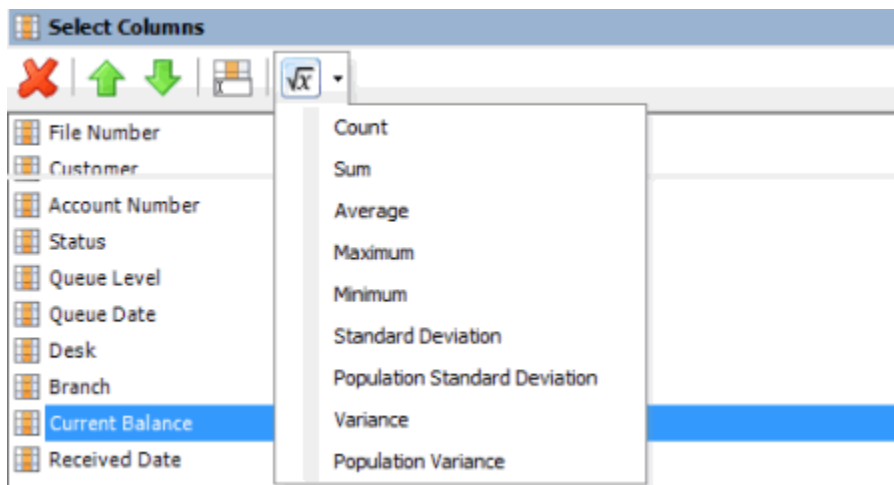 Select Columns
√x
File Number
Customer
Account Number
Status
Queue Level
Queue Date
Desk
Branch
Current Balance
Received Date
Count
Sum
Average
Maximum
Minimum
Standard Deviation
Population Standard Deviation
Variance
Population Variance